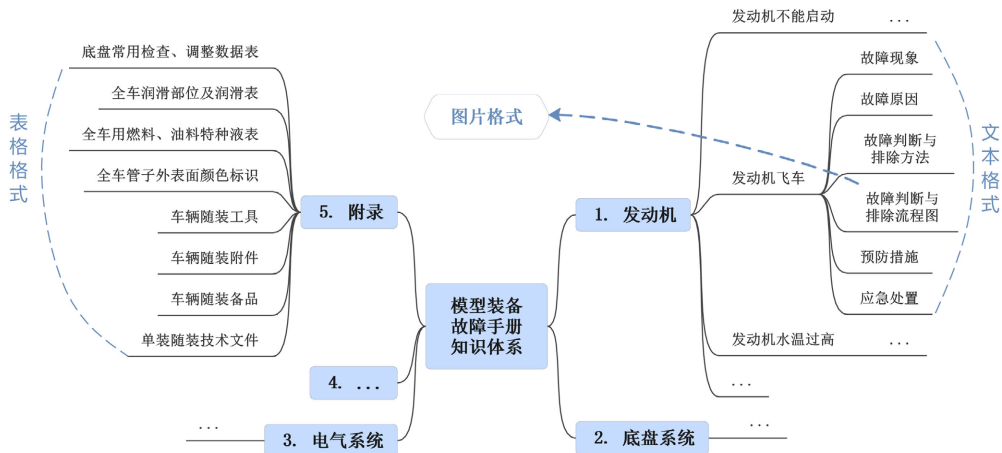 模型装备
故障手册
知识体系
1. 发动机
发动机不能启动
...
发动机飞车
故障现象
故障原因
故障判断与
排除方法
故障判断与
排除流程图
预防措施
应急处置
发动机水温过高
...
...
文本格式
图片格式
2. 底盘系统
...
3. 电气系统
...
4. ...
5. 附录
底盘常用检查、调整数据表
全车润滑部位及润滑表
全车用燃料、油料特种液表
全车管子外表面颜色标识
车辆随装工具
车辆随装附件
车辆随装备品
单装随装技术文件
表格格式